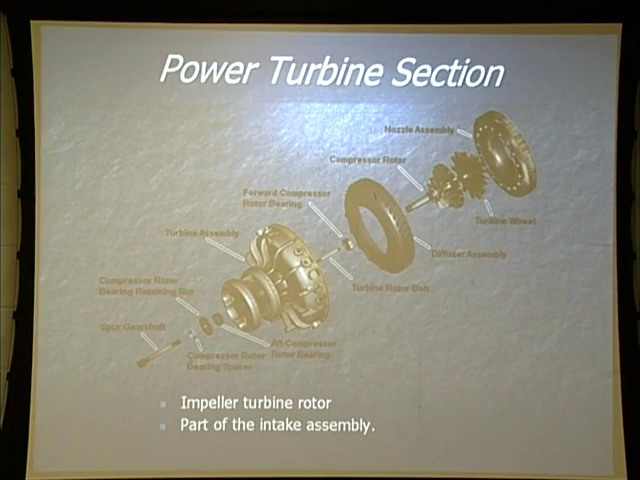 Power Turbine Section
Nozzle Assembly
Compressor Rotor
Forward Compressor
Rotor Bearing
Turbine Wheel
Turbine Assembly
Diffuser Assembly
Compressor Rotor
Bearing Retaining Nut
Turbine Rotor Bolt
Spur Gearshaft
Aft Compressor
Rotor Bearing
Compressor Rotor
Bearing Spacer
Impeller turbine rotor
Part of the intake assembly.